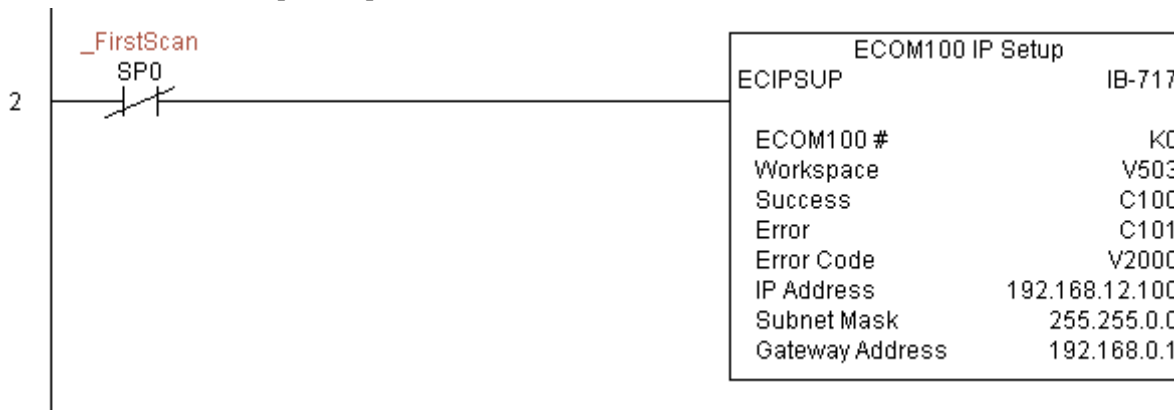 _FirstScan
SP0
2
ECOM100 IP Setup
ECIPSUP IB-717
ECOM100 # K0
Workspace V503
Success C100
Error C101
Error Code V2000
IP Address 192.168.12.100
Subnet Mask 255.255.0.0
Gateway Address 192.168.0.1